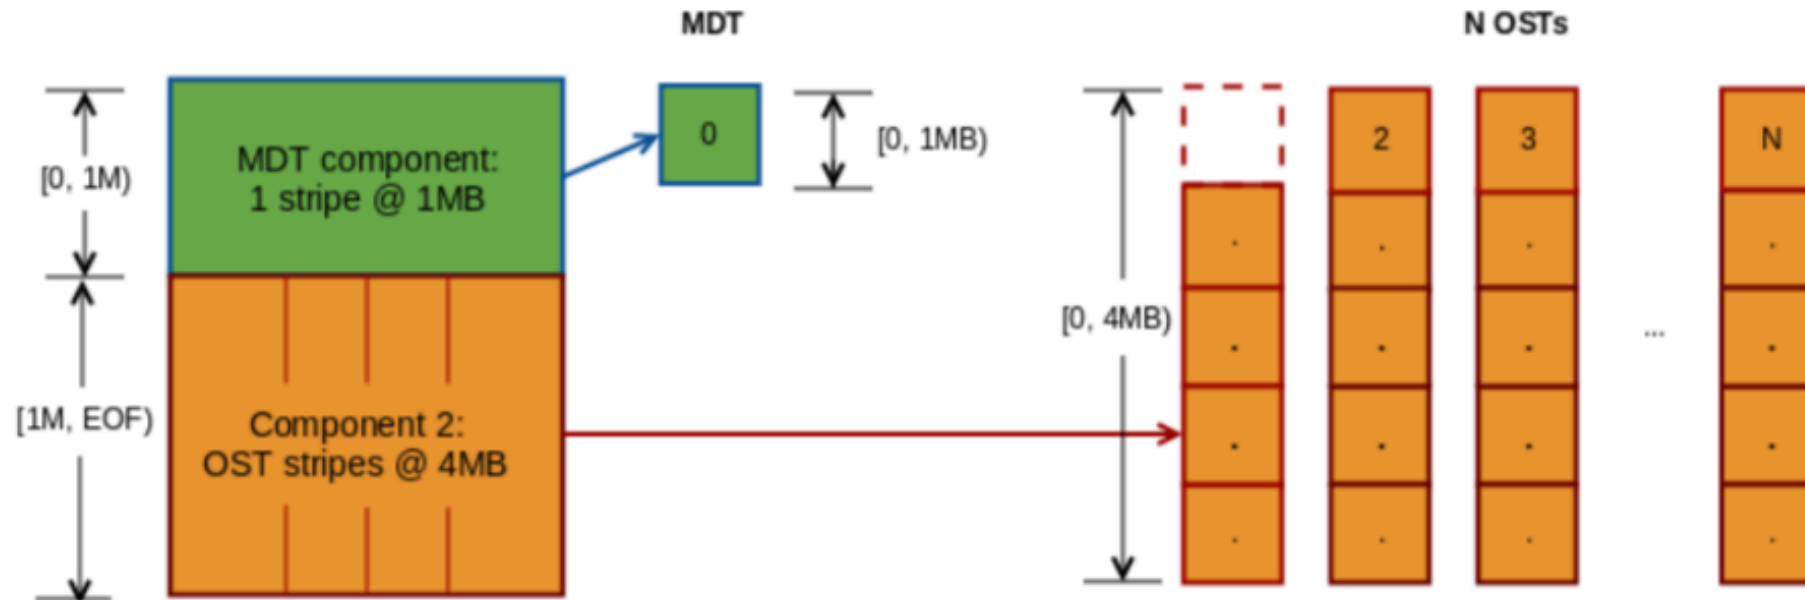 MDT
N OSTs
[0, 1M)
MDT component:
1 stripe @ 1MB
0
[0, 1MB)
2
3
N
[0, 4MB)
...
[1M, EOF)
Component 2:
OST stripes @ 4MB